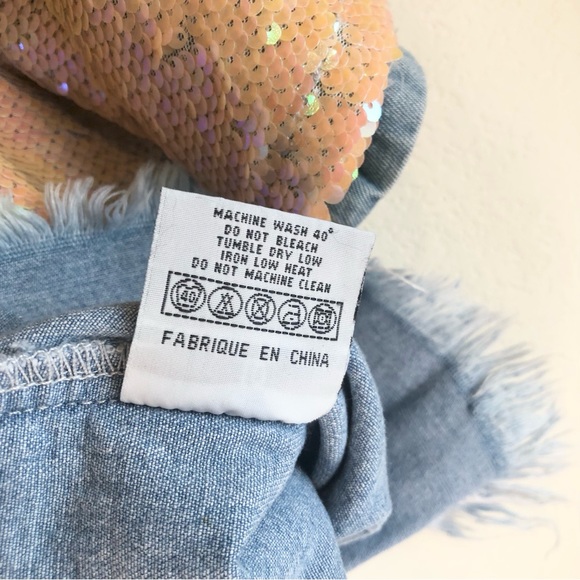 MACHINE WASH 40°
DO NOT BLEACH
TUMBLE DRY LOW
IRON LOW HEAT
DO NOT MACHINE CLEAN
40
FABRIQUE EN CHINA